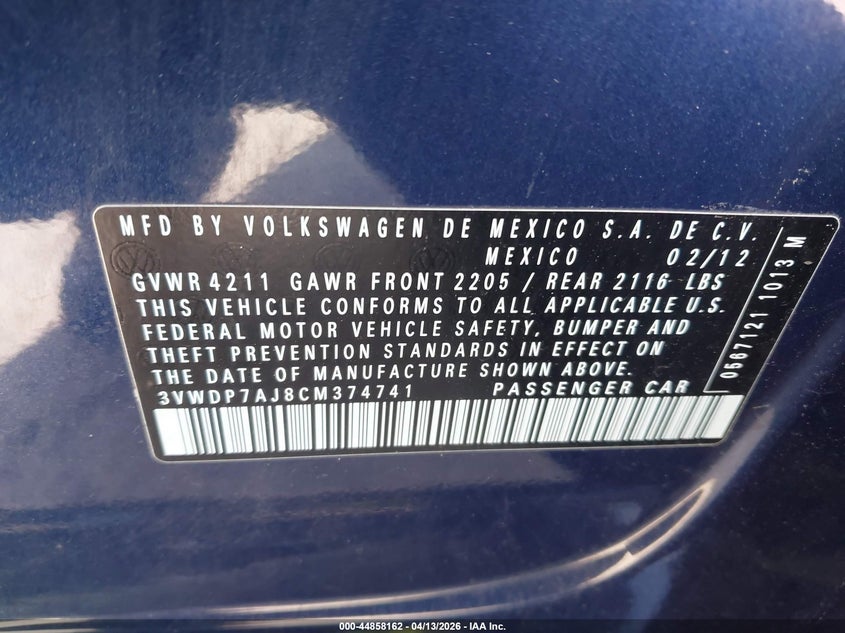 MFD BY VOLKSWAGEN DE MEXICO S.A. DE C.V.
MEXICO 02/12
GVWR 4211 GAWR FRONT 2205 / REAR 2116 LBS
THIS VEHICLE CONFORMS TO ALL APPLICABLE U.S.
FEDERAL MOTOR VEHICLE SAFETY, BUMPER AND
THEFT PREVENTION STANDARDS IN EFFECT ON
THE DATE OF MANUFACTURE SHOWN ABOVE.
3VWDP7AJ8CM374741 PASSENGER CAR
0567121 1013 M
000-44858162 - 04/13/2026 - IAA Inc.